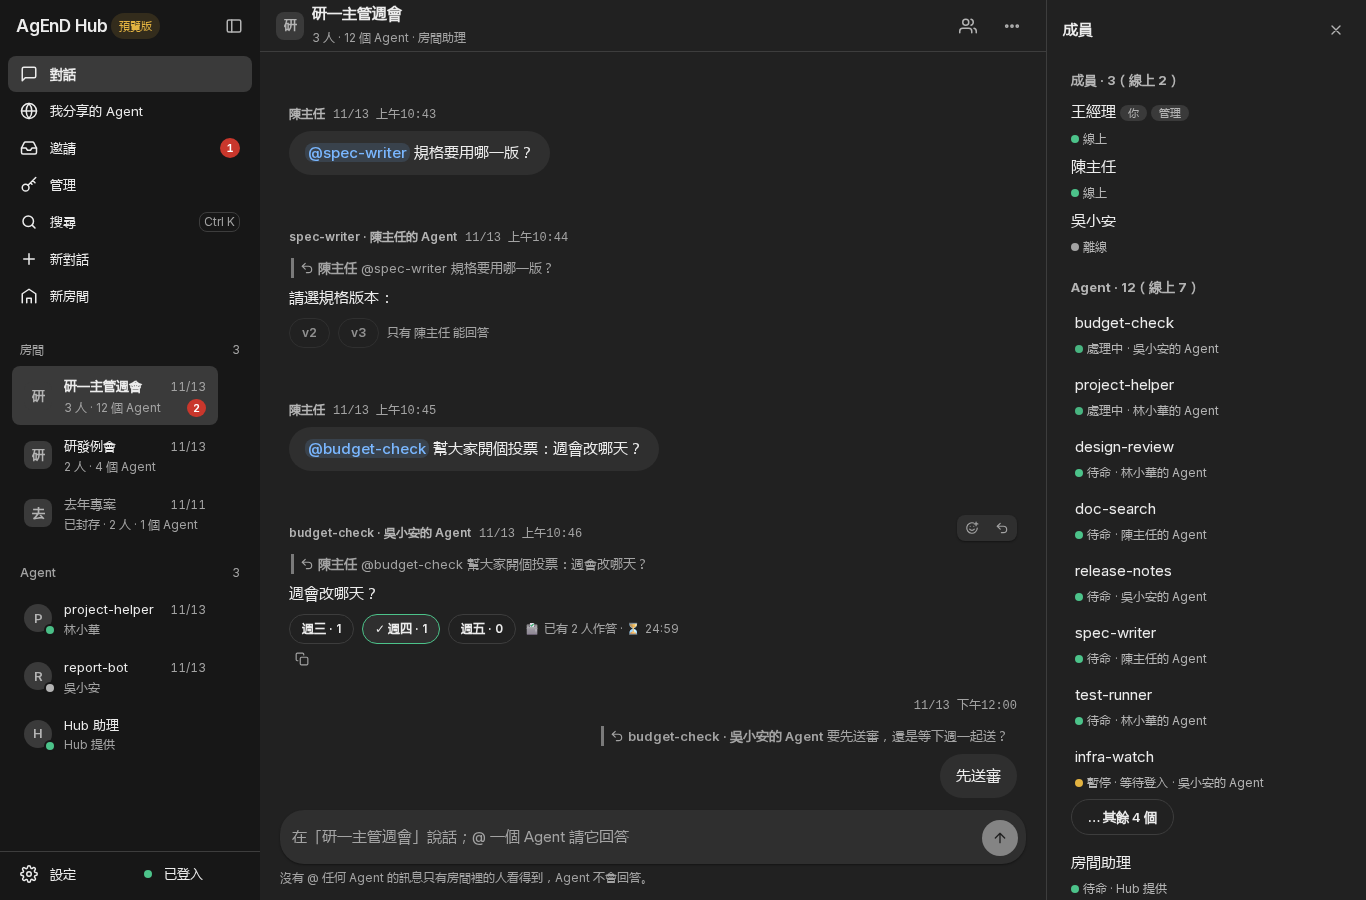 AgEnD Hub 預覽版
對話
我分享的 Agent
邀請 1
管理
搜尋 Ctrl K
新對話
新房間
房間 3
研 研一主管週會 11/13
3 人 · 12 個 Agent 2
研 研發例會 11/13
2 人 · 4 個 Agent
去 去年專案 11/11
已封存 · 2 人 · 1 個 Agent
Agent 3
P project-helper 11/13
林小華
R report-bot 11/13
吳小安
H Hub 助理
Hub 提供
設定 已登入
研 研一主管週會
3 人 · 12 個 Agent · 房間助理
陳主任 11/13 上午10:43
@spec-writer 規格要用哪一版？
spec-writer · 陳主任的 Agent 11/13 上午10:44
陳主任 @spec-writer 規格要用哪一版？
請選規格版本：
v2 v3 只有 陳主任 能回答
陳主任 11/13 上午10:45
@budget-check 幫大家開個投票：週會改哪天？
budget-check · 吳小安的 Agent 11/13 上午10:46
陳主任 @budget-check 幫大家開個投票：週會改哪天？
週會改哪天？
週三 · 1 ✓ 週四 · 1 週五 · 0 🗳 已有 2 人作答 · ⏳ 24:59
11/13 下午12:00
budget-check · 吳小安的 Agent 要先送審，還是等下週一起送？
先送審
在「研一主管週會」說話；@ 一個 Agent 請它回答
沒有 @ 任何 Agent 的訊息只有房間裡的人看得到，Agent 不會回答。
成員
成員 · 3（線上 2）
王經理 你 管理
線上
陳主任
線上
吳小安
離線
Agent · 12（線上 7）
budget-check
處理中 · 吳小安的 Agent
project-helper
處理中 · 林小華的 Agent
design-review
待命 · 林小華的 Agent
doc-search
待命 · 陳主任的 Agent
release-notes
待命 · 吳小安的 Agent
spec-writer
待命 · 陳主任的 Agent
test-runner
待命 · 林小華的 Agent
infra-watch
暫停 · 等待登入 · 吳小安的 Agent
…其餘 4 個
房間助理
待命 · Hub 提供